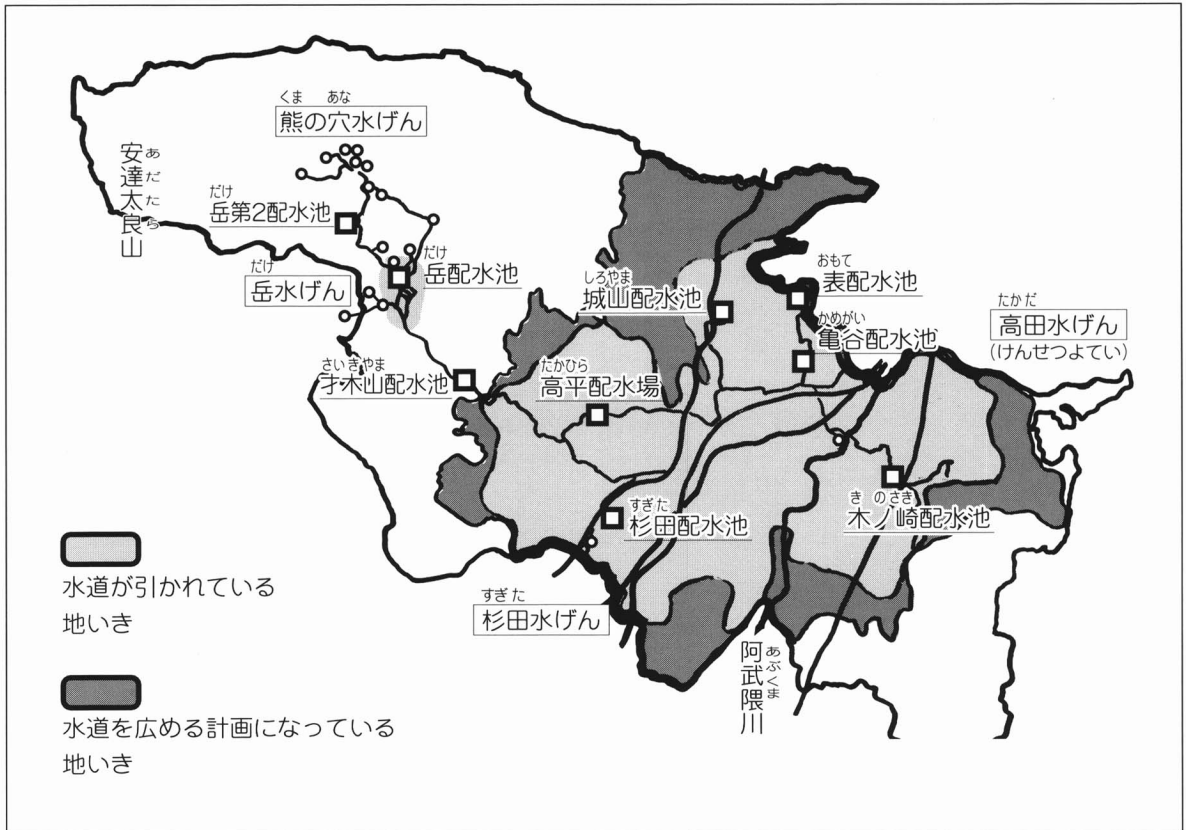 くま あな
熊の穴水げん
あだたら
安達太良山
だけ
岳第2配水池
だけ
岳配水池
だけ
岳水げん
しろやま
城山配水池
おもて
表配水池
かめがい
亀谷配水池
たかだ
高田水げん
(けんせつよてい)
さいきやま
才木山配水池
たかひら
高平配水場
すぎた
杉田配水池
き のさき
木ノ崎配水池
水道が引かれている
地いき
すぎた
杉田水げん
あぶくま
阿武隈川
水道を広める計画になっている
地いき